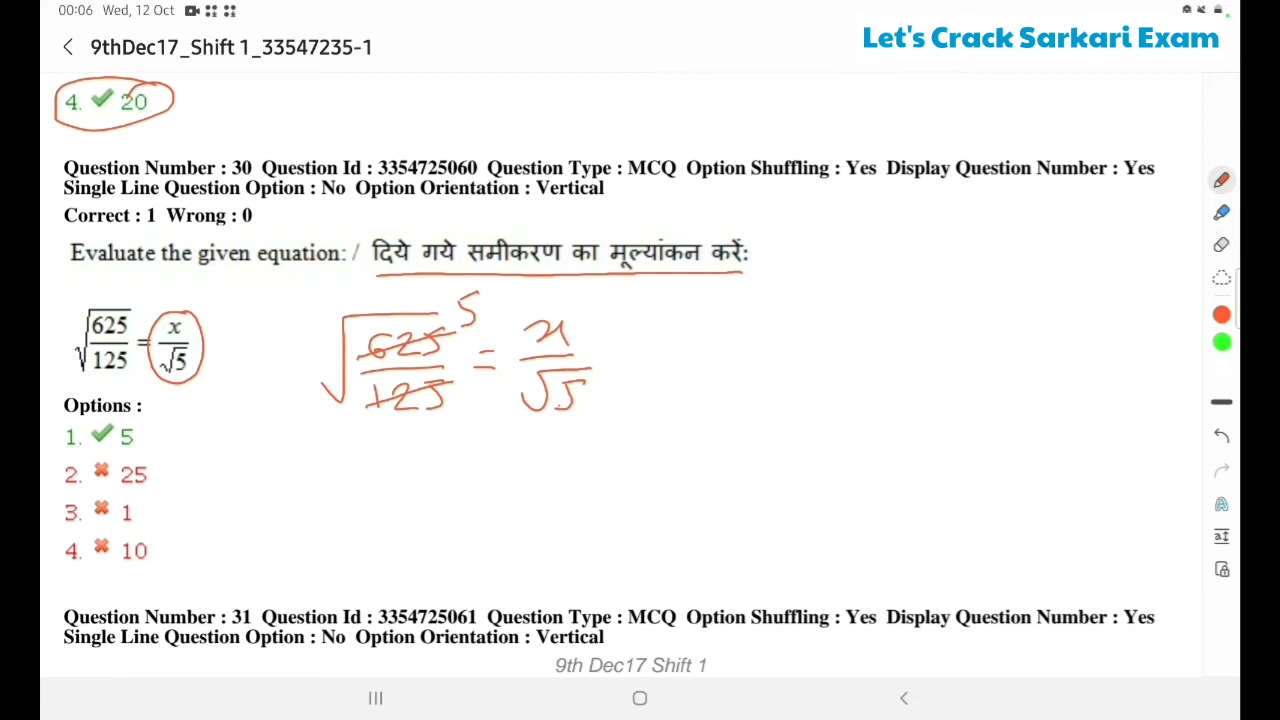 00:06 Wed, 12 Oct
Let's Crack Sarkari Exam
9thDec17_Shift 1_33547235-1
4. 20
Question Number : 30 Question Id : 3354725060 Question Type : MCQ Option Shuffling : Yes Display Question Number : Yes
Single Line Question Option : No Option Orientation : Vertical
Correct : 1 Wrong : 0
Evaluate the given equation: / दिये गये समीकरण का मूल्यांकन करें:
√(625/125) = x/√5
√(625/125) 5 = x/√5
Options :
1. 5
2. 25
3. 1
4. 10
Question Number : 31 Question Id : 3354725061 Question Type : MCQ Option Shuffling : Yes Display Question Number : Yes
Single Line Question Option : No Option Orientation : Vertical
9th Dec17 Shift 1